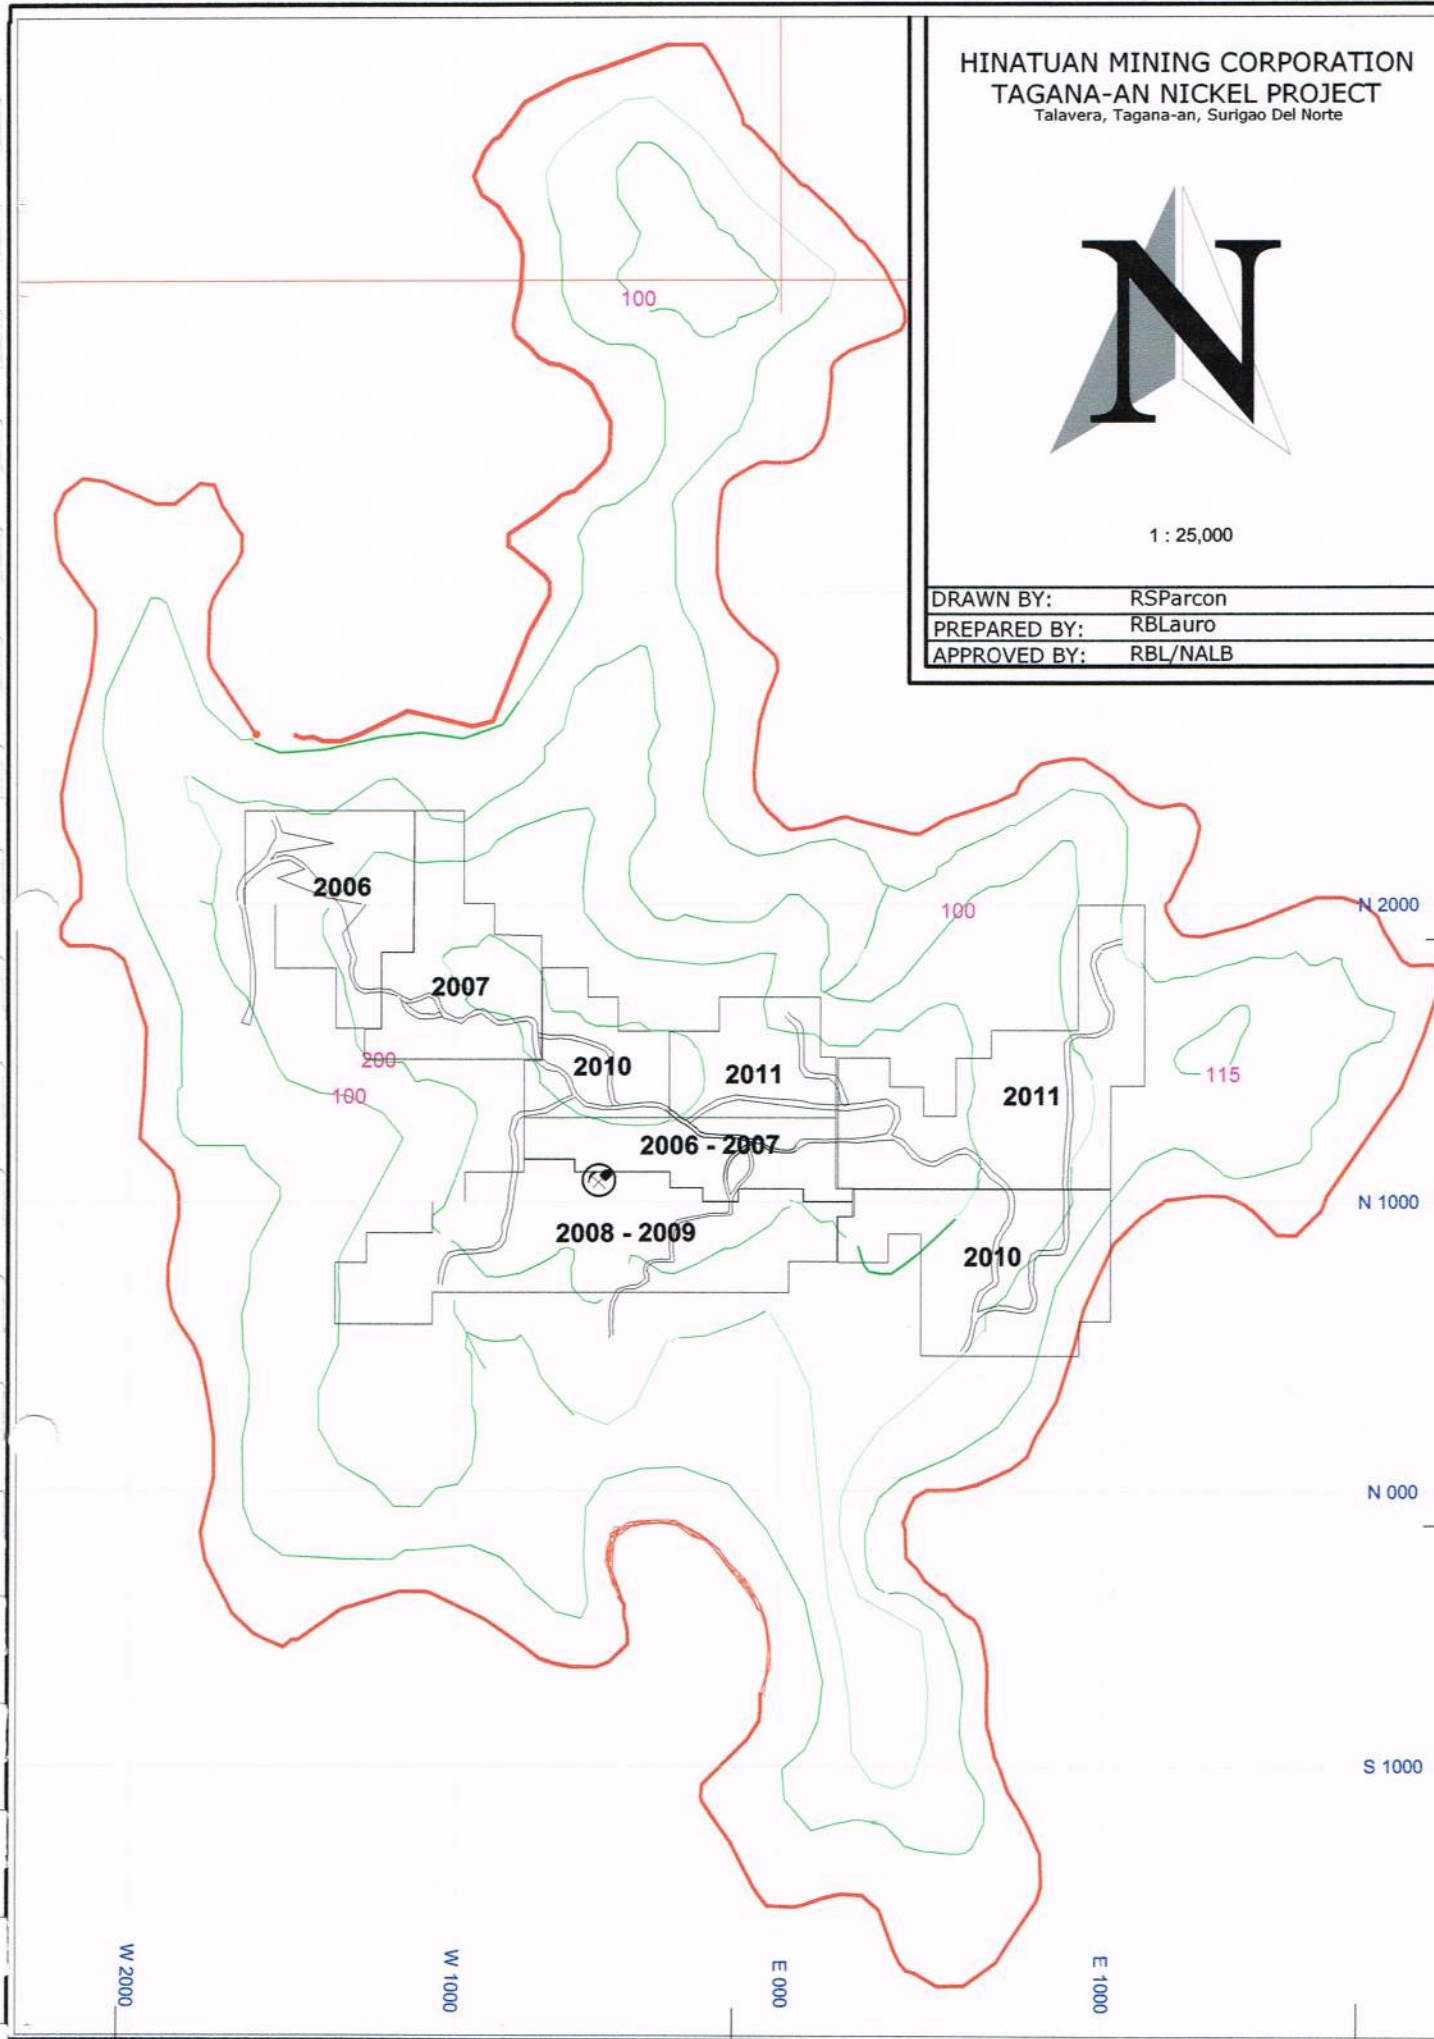 HINATUAN MINING CORPORATION
TAGANA-AN NICKEL PROJECT
Talavera, Tagana-an, Surigao Del Norte
N
1 : 25,000
DRAWN BY: RSParcon
PREPARED BY: RBLauro
APPROVED BY: RBL/NALB
100
2006
100
N 2000
2007
200
2010
2011
115
100
2011
2006 - 2007
N 1000
2008 - 2009
2010
N 000
S 1000
W 2000
W 1000
E 000
E 1000